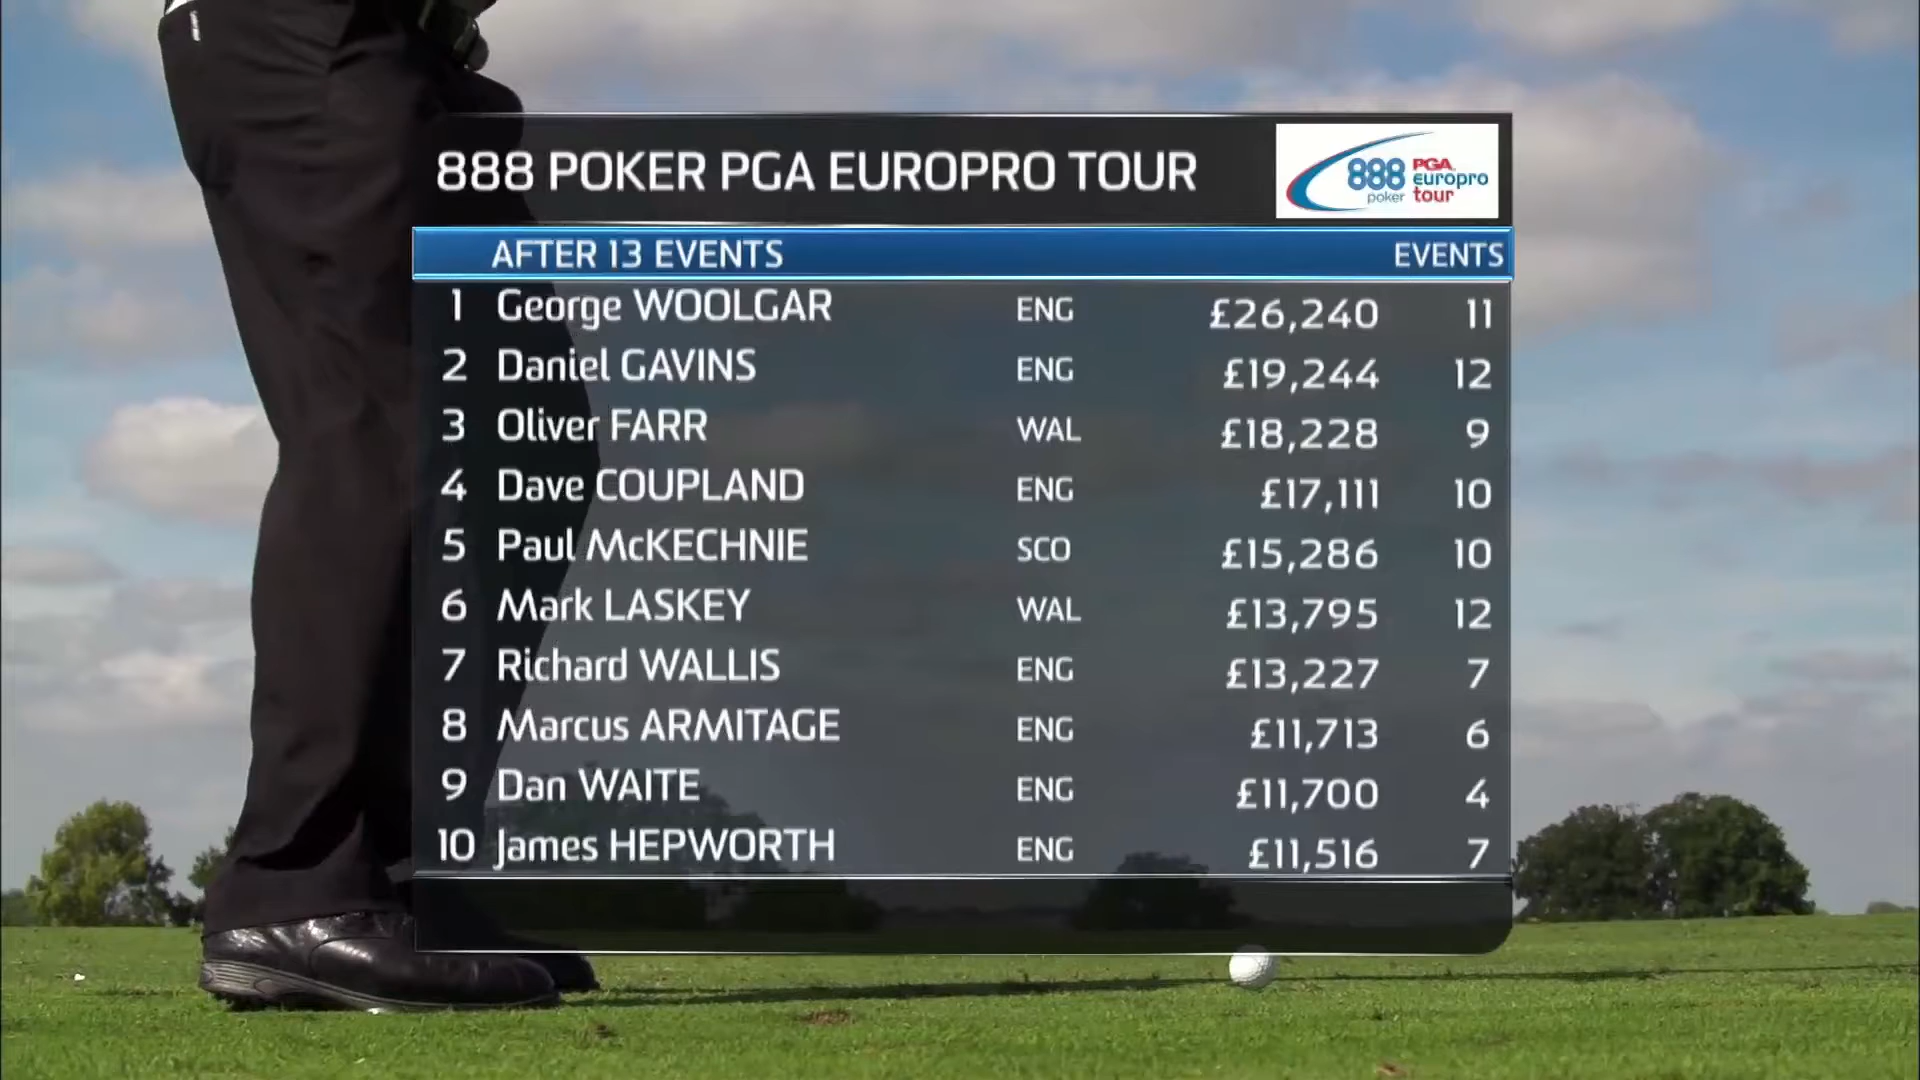 888 POKER PGA EUROPRO TOUR
888 poker PGA europro tour
AFTER 13 EVENTS EVENTS
1 George WOOLGAR ENG £26,240 11
2 Daniel GAVINS ENG £19,244 12
3 Oliver FARR WAL £18,228 9
4 Dave COUPLAND ENG £17,111 10
5 Paul McKECHNIE SCO £15,286 10
6 Mark LASKEY WAL £13,795 12
7 Richard WALLIS ENG £13,227 7
8 Marcus ARMITAGE ENG £11,713 6
9 Dan WAITE ENG £11,700 4
10 James HEPWORTH ENG £11,516 7